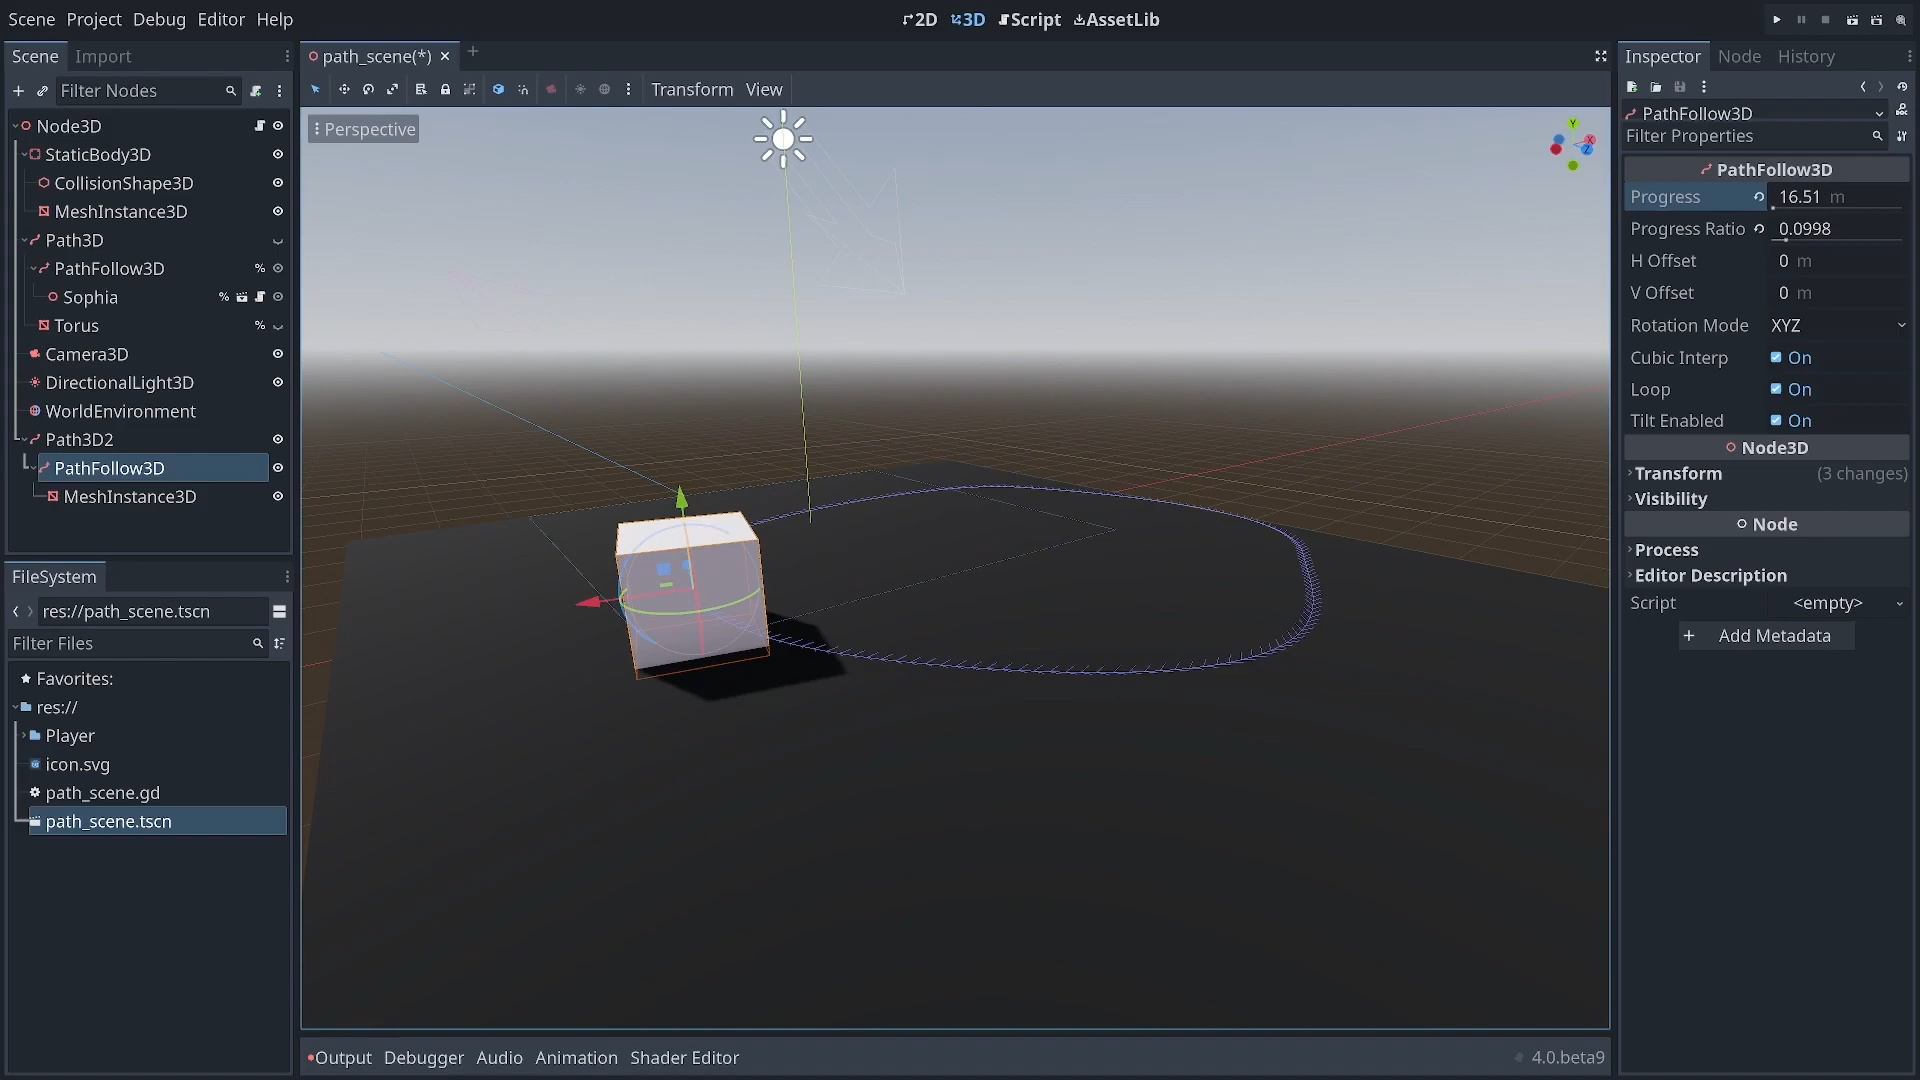 Scene Project Debug Editor Help
2D 3D Script AssetLib
Scene Import
Filter Nodes
Node3D
StaticBody3D
CollisionShape3D
MeshInstance3D
Path3D
PathFollow3D
%
Sophia
%
Torus
%
Camera3D
DirectionalLight3D
WorldEnvironment
Path3D2
PathFollow3D
MeshInstance3D
FileSystem
res://path_scene.tscn
Filter Files
Favorites:
res://
Player
icon.svg
path_scene.gd
path_scene.tscn
path_scene(*)
Transform View
Perspective
Y
X
Z
Output Debugger Audio Animation Shader Editor
4.0.beta9
Inspector Node History
PathFollow3D
Filter Properties
PathFollow3D
Progress 16.51 m
Progress Ratio 0.0998
H Offset 0 m
V Offset 0 m
Rotation Mode XYZ
Cubic Interp On
Loop On
Tilt Enabled On
Node3D
Transform (3 changes)
Visibility
Node
Process
Editor Description
Script <empty>
+ Add Metadata